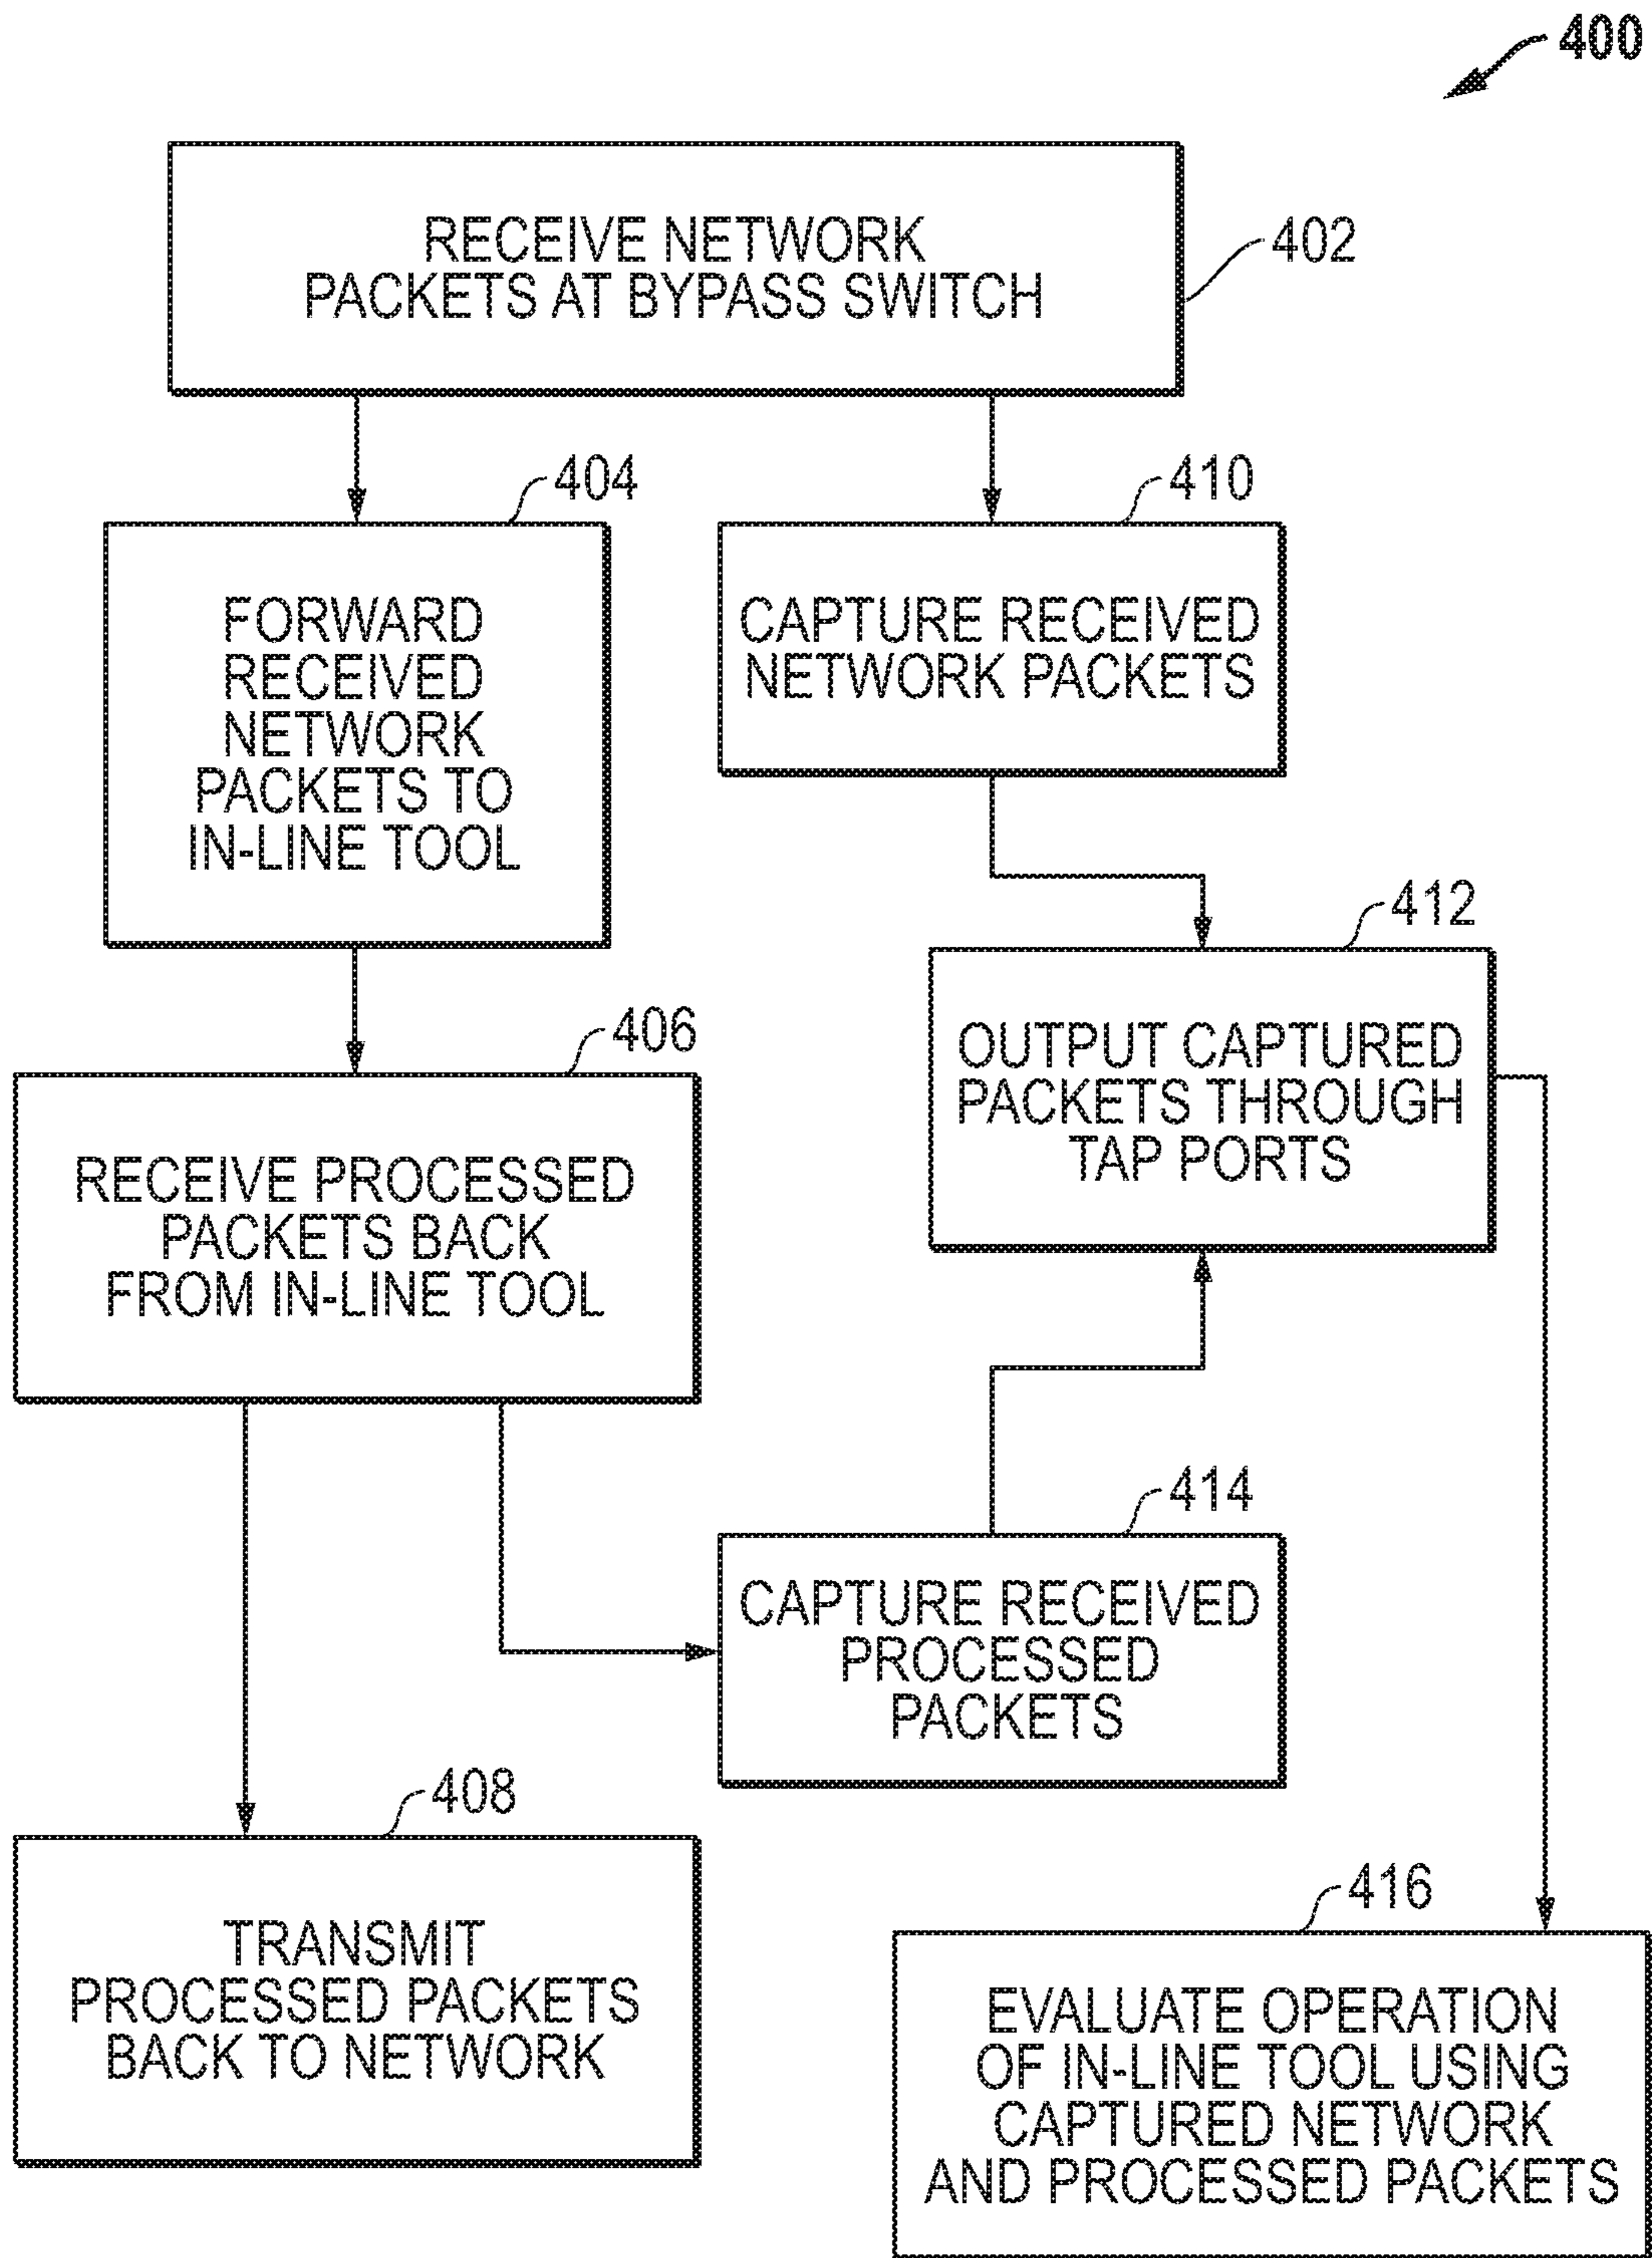 400
RECEIVE NETWORK
PACKETS AT BYPASS SWITCH
402
404
FORWARD
RECEIVED
NETWORK
PACKETS TO
IN-LINE TOOL
410
CAPTURE RECEIVED
NETWORK PACKETS
412
OUTPUT CAPTURED
PACKETS THROUGH
TAP PORTS
406
RECEIVE PROCESSED
PACKETS BACK
FROM IN-LINE TOOL
414
CAPTURE RECEIVED
PROCESSED
PACKETS
408
TRANSMIT
PROCESSED PACKETS
BACK TO NETWORK
416
EVALUATE OPERATION
OF IN-LINE TOOL USING
CAPTURED NETWORK
AND PROCESSED PACKETS